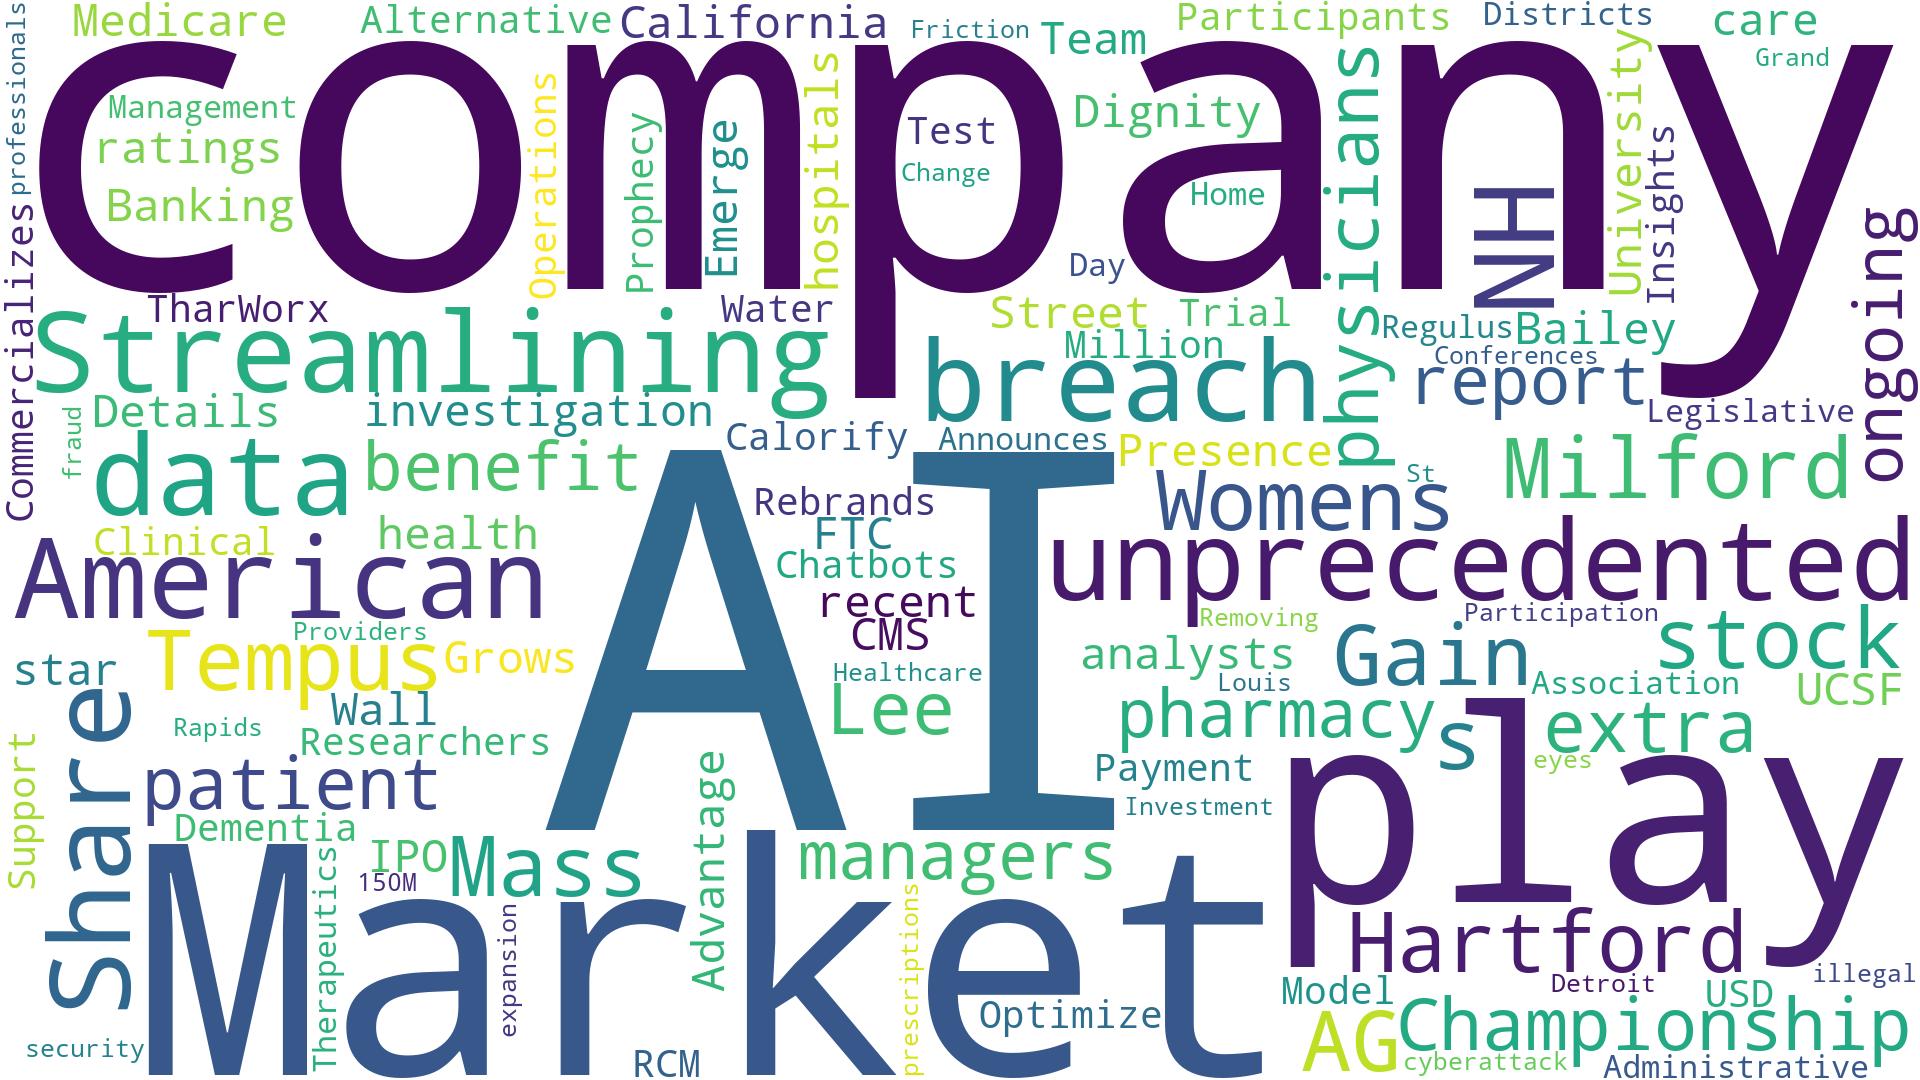 Medicare
Alternative
California
Friction
Team
Participants
Districts
care
Grand
professionals
company
Management
ratings
Banking
Operations
Prophecy
Emerge
hospitals
Test
Change
Dignity
Home
Day
physicians
NH
University
Insights
ongoing
Commercializes
TharWorx
Water
Street
Trial
Million
Regulus
Bailey
Conferences
Streamlining
breach
report
Legislative
fraud
Details
investigation
Calorify
Announces
Presence
St
Milford
data
benefit
Rebrands
Womens
Clinical
health
FTC
Chatbots
AI
unprecedented
American
recent
CMS
Removing
Participation
Providers
Tempus
Grows
star
Healthcare
analysts
Gain
stock
Louis
Association
UCSF
Share
Rapids
Wall
Researchers
Lee
pharmacy
s
extra
Support
patient
Advantage
Payment
eyes
Investment
play
Dementia
IPO
150M
Mass
managers
Therapeutics
Market
expansion
prescriptions
Hartford
Optimize
Model
Detroit
USD
illegal
security
RCM
AG
Championship
cyberattack
Administrative